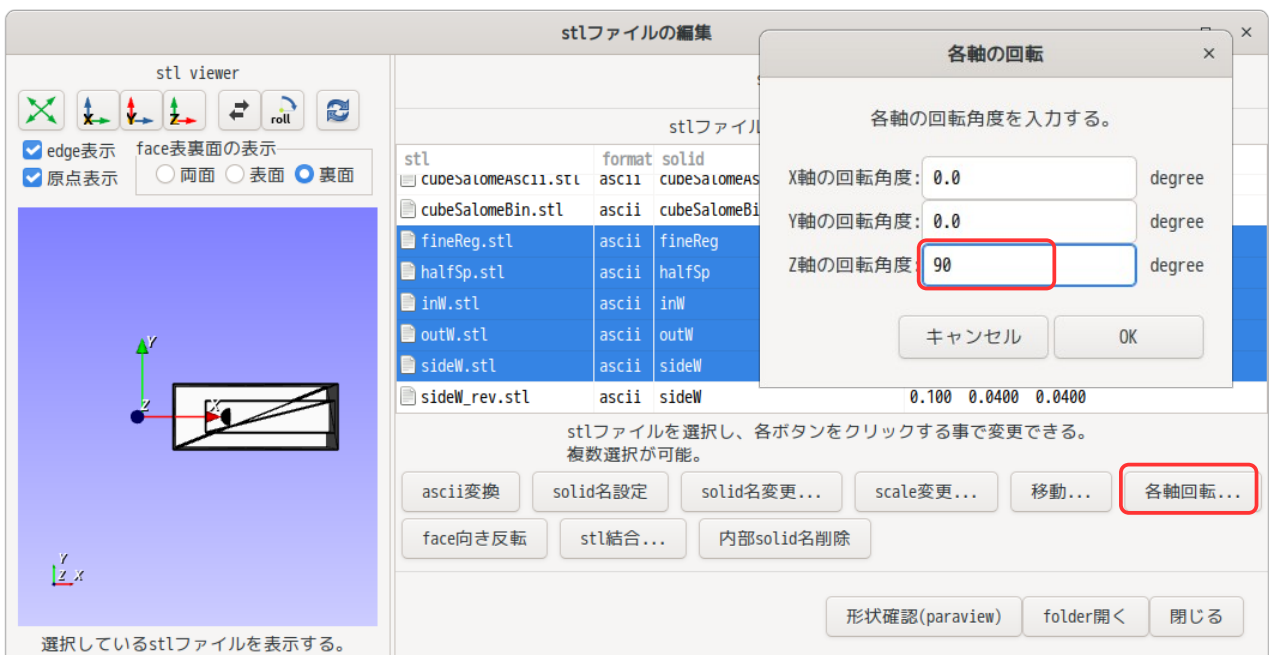 stlファイルの編集
×
stl viewer
X Y Z roll
edge表示
原点表示
face表裏面の表示
両面 表面 裏面
Y
Z X
Y
Z X
選択しているstlファイルを表示する。
stlファイル
stl format solid
cubeSalomeAscii.stl ascii cubeSalomeAs
cubeSalomeBin.stl ascii cubeSalomeBi
fineReg.stl ascii fineReg
halfSp.stl ascii halfSp
inW.stl ascii inW
outW.stl ascii outW
sideW.stl ascii sideW
sideW_rev.stl ascii sideW 0.100 0.0400 0.0400
各軸の回転
×
各軸の回転角度を入力する。
X軸の回転角度: 0.0 degree
Y軸の回転角度: 0.0 degree
Z軸の回転角度: 90 degree
キャンセル OK
stlファイルを選択し、各ボタンをクリックする事で変更できる。
複数選択が可能。
ascii変換 solid名設定 solid名変更... scale変更... 移動... 各軸回転...
face向き反転 stl結合... 内部solid名削除
形状確認(paraview) folder開く 閉じる